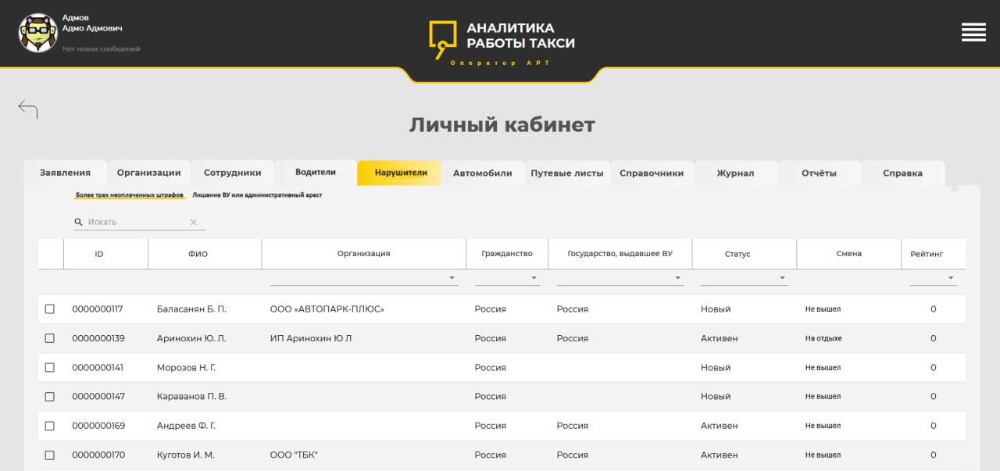 Адмов
Адмо Адмович
Нет новых сообщений
АНАЛИТИКА
РАБОТЫ ТАКСИ
Оператор АРТ
Личный кабинет
Заявления Организации Сотрудники Водители Нарушители Автомобили Путевые листы Справочники Журнал Отчёты Справка
Более трех неоплаченных штрафов Лишение ВУ или административный арест
Искать
ID ФИО Организация Гражданство Государство, выдавшее ВУ Статус Смена Рейтинг
0000000117 Баласанян Б. П. ООО «АВТОПАРК-ПЛЮС» Россия Россия Новый Не вышел 0
0000000139 Аринохин Ю. Л. ИП Аринохин Ю Л Россия Россия Активен На отдыхе 0
0000000141 Морозов Н. Г. Россия Новый Не вышел 0
0000000147 Караванов П. В. Россия Новый Не вышел 0
0000000169 Андреев Ф. Г. Россия Россия Активен Не вышел 0
0000000170 Куготов И. М. ООО "ТБК" Россия Россия Активен Не вышел 0